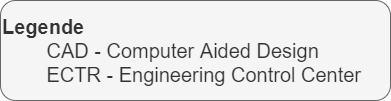 Legende
CAD - Computer Aided Design
ECTR - Engineering Control Center